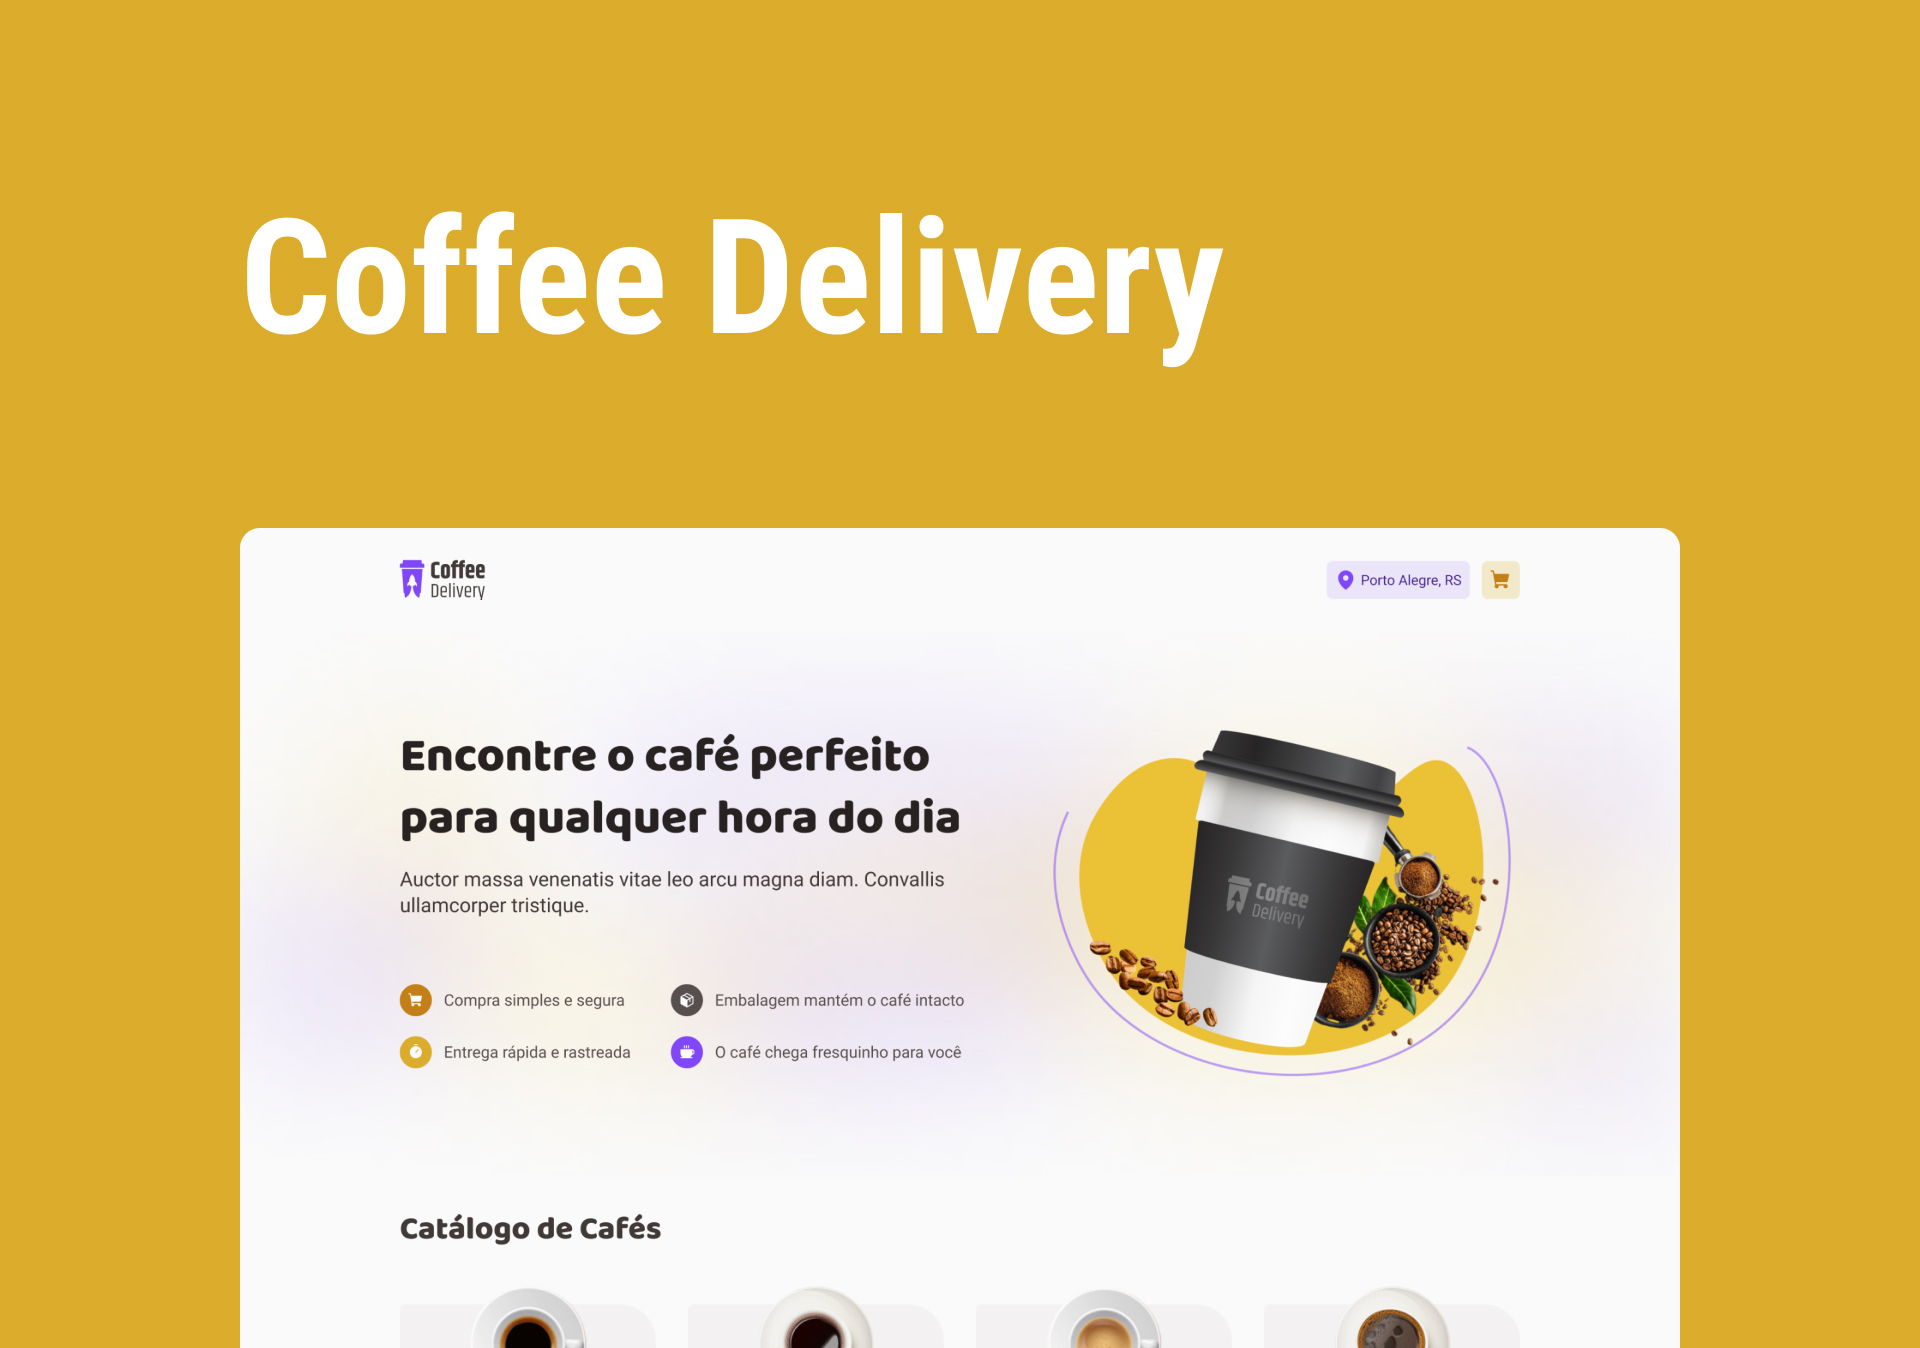 Coffee Delivery
Coffee
Delivery
Porto Alegre, RS
Encontre o café perfeito
para qualquer hora do dia
Auctor massa venenatis vitae leo arcu magna diam. Convallis
ullamcorper tristique.
Coffee
Delivery
Compra simples e segura
Embalagem mantém o café intacto
Entrega rápida e rastreada
O café chega fresquinho para você
Catálogo de Cafés